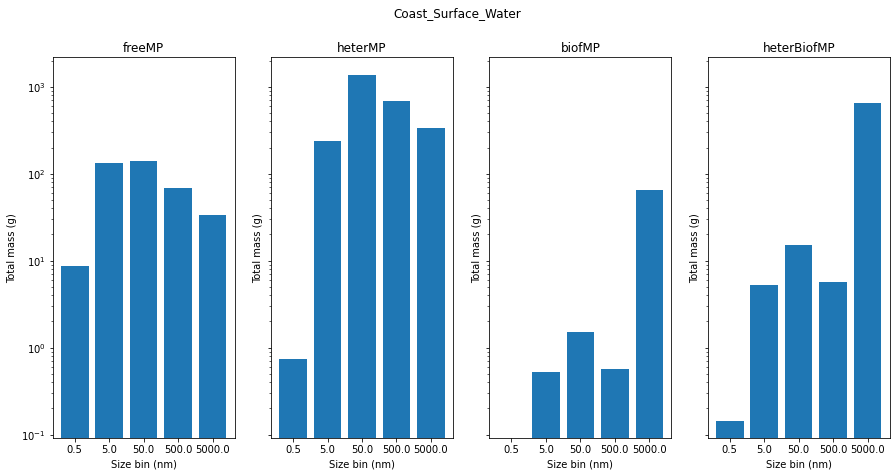 Coast_Surface_Water
freeMP
heterMP
biofMP
heterBiofMP
Total mass (g)
10³
10²
10¹
10⁰
10⁻¹
0.5 5.0 50.0 500.0 5000.0
Size bin (nm)
Total mass (g)
0.5 5.0 50.0 500.0 5000.0
Size bin (nm)
Total mass (g)
0.5 5.0 50.0 500.0 5000.0
Size bin (nm)
Total mass (g)
0.5 5.0 50.0 500.0 5000.0
Size bin (nm)